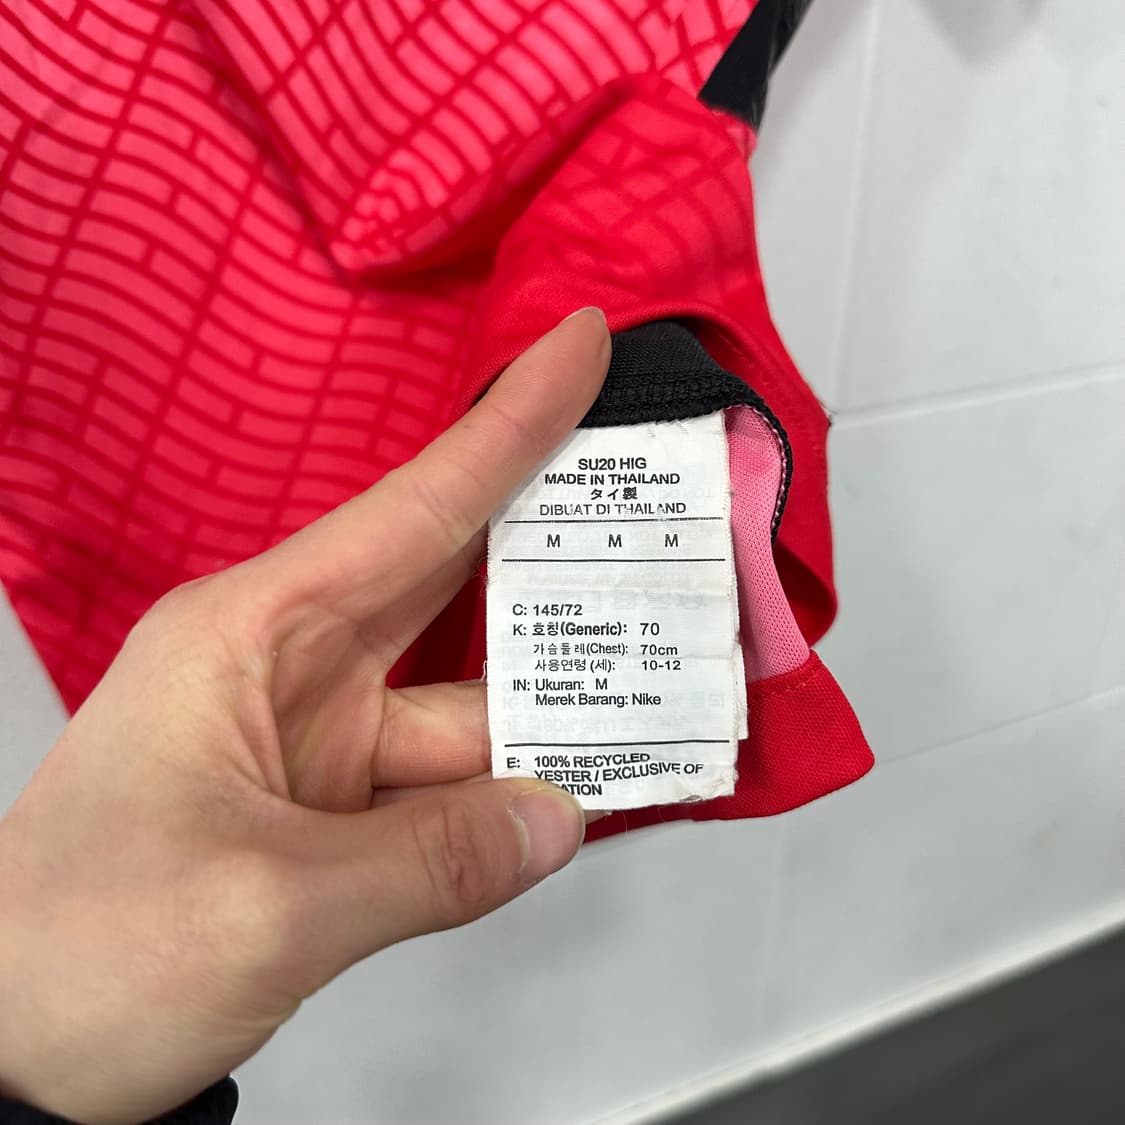 SU20 HIG
MADE IN THAILAND
タイ製
DIBUAT DI THAILAND
M M M
C: 145/72
K: 호칭(Generic): 70
가슴둘레(Chest): 70cm
사용연령 (세): 10-12
IN: Ukuran: M
Merek Barang: Nike
E: 100% RECYCLED
YESTER / EXCLUSIVE OF
ATION